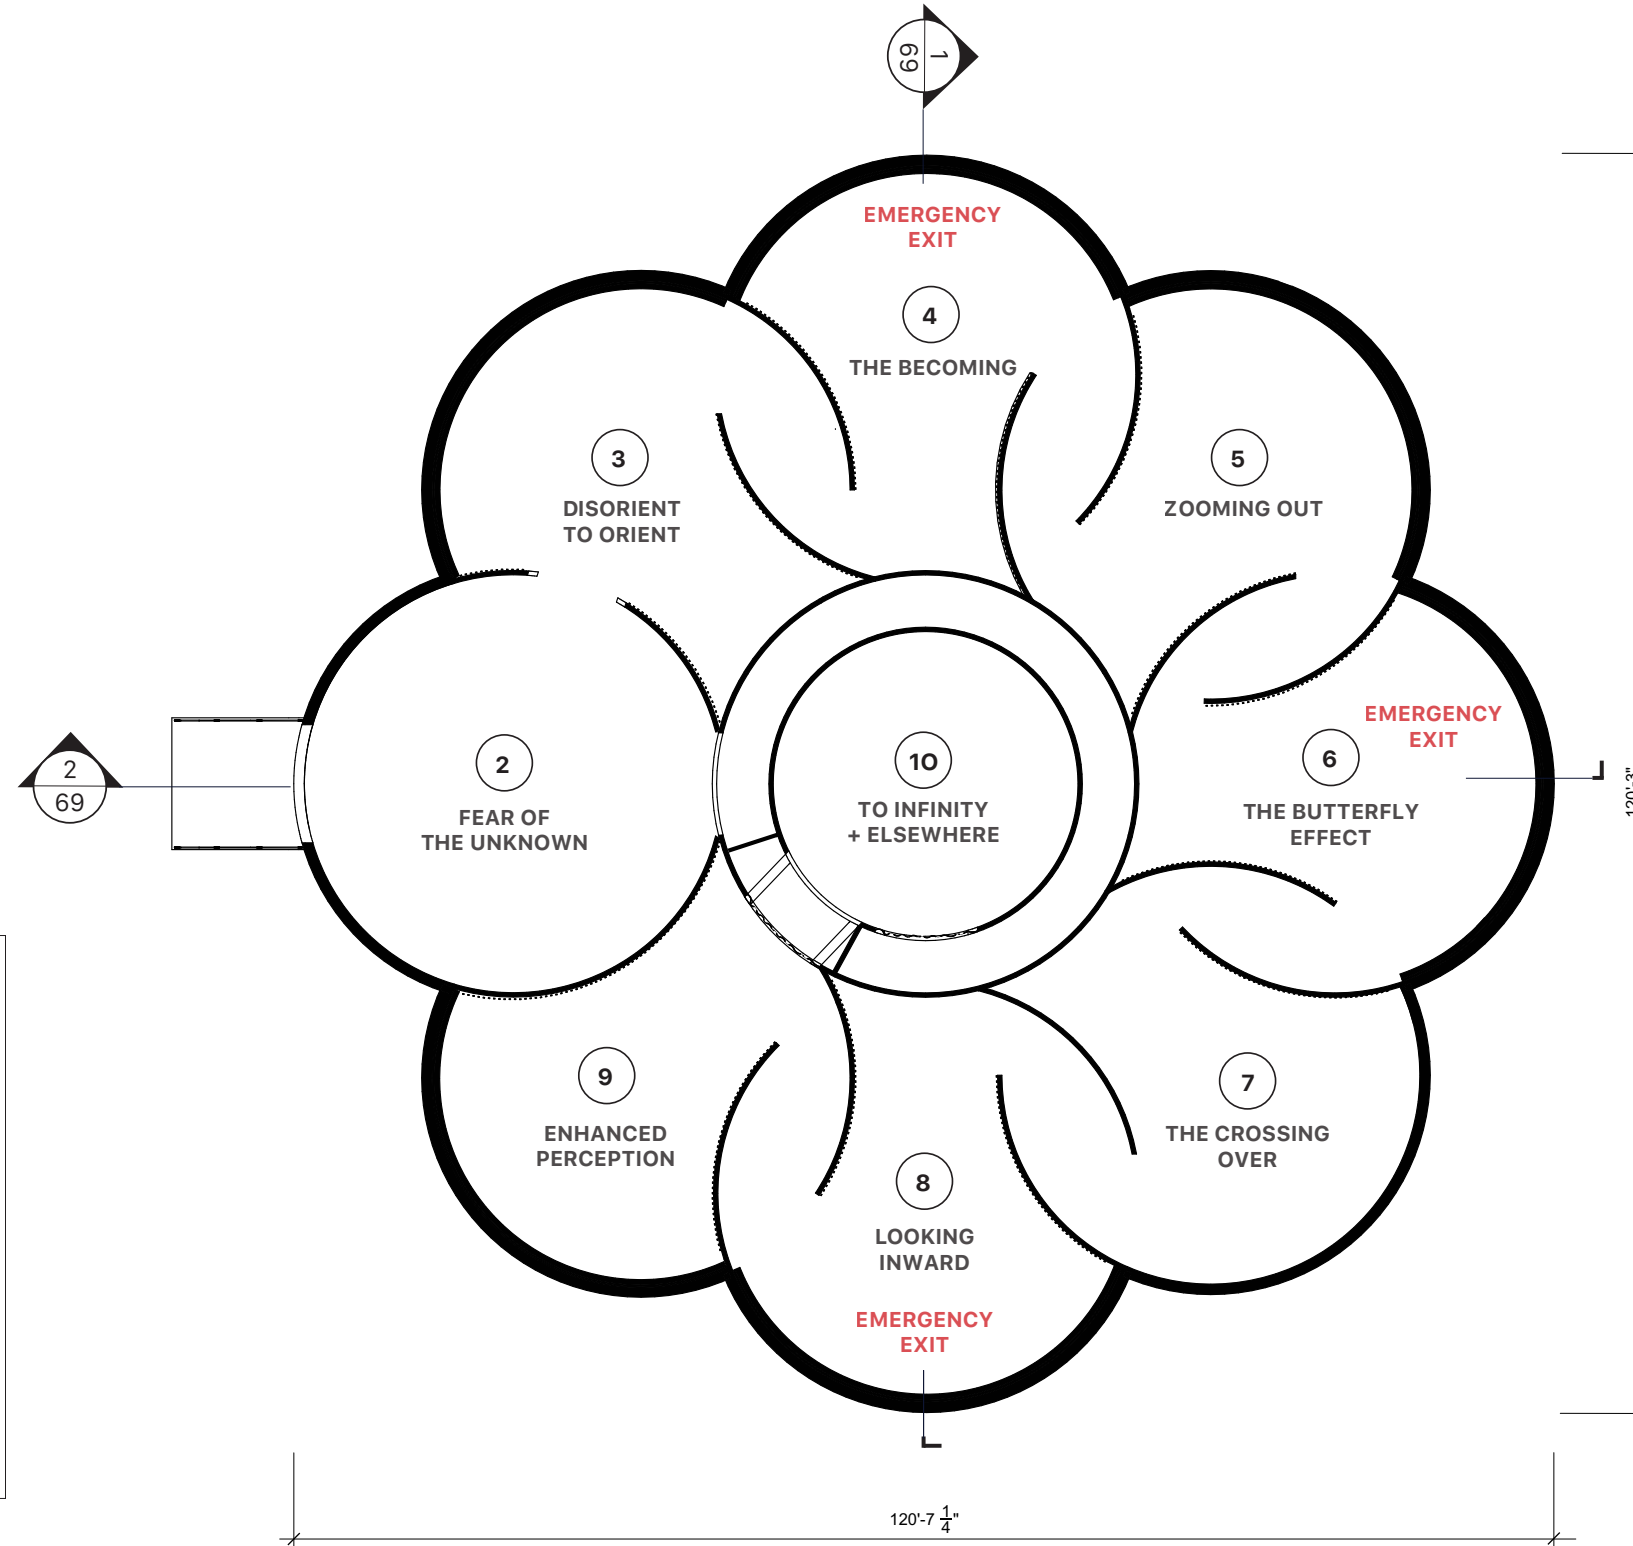 1
69
EMERGENCY
EXIT
4
THE BECOMING
3
DISORIENT
TO ORIENT
5
ZOOMING OUT
2
69
2
FEAR OF
THE UNKNOWN
10
TO INFINITY
+ ELSEWHERE
EMERGENCY
EXIT
6
THE BUTTERFLY
EFFECT
120'-3"
9
ENHANCED
PERCEPTION
7
THE CROSSING
OVER
8
LOOKING
INWARD
EMERGENCY
EXIT
120'-7 1/4"